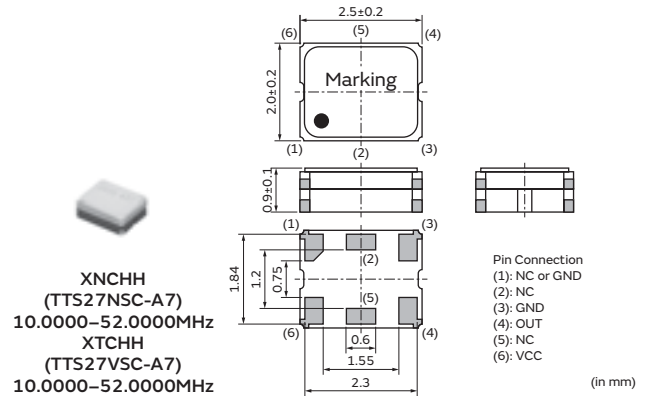 2.5±0.2
(6)
(5)
(4)
2.0±0.2
Marking
(1)
(2)
(3)
0.9±0.1
(1)
(3)
(2)
1.84
1.2
0.75
(5)
(6)
(4)
0.6
1.55
2.3
XNCHH
(TTS27NSC-A7)
10.0000–52.0000MHz
XTCHH
(TTS27VSC-A7)
10.0000–52.0000MHz
Pin Connection
(1): NC or GND
(2): NC
(3): GND
(4): OUT
(5): NC
(6): VCC
(in mm)